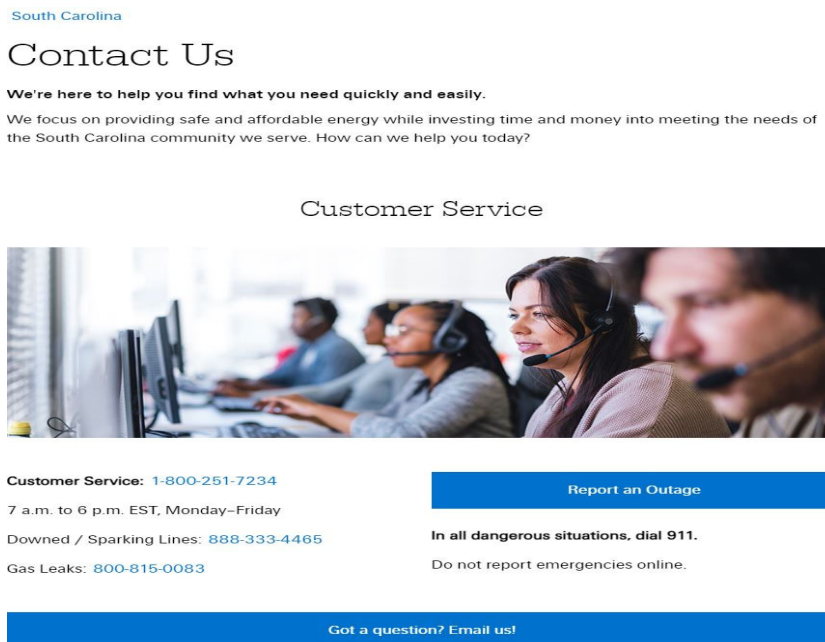 South Carolina
Contact Us
We're here to help you find what you need quickly and easily.
We focus on providing safe and affordable energy while investing time and money into meeting the needs of
the South Carolina community we serve. How can we help you today?
Customer Service
Customer Service: 1-800-251-7234
7 a.m. to 6 p.m. EST, Monday–Friday
Downed / Sparking Lines: 888-333-4465
Gas Leaks: 800-815-0083
Report an Outage
In all dangerous situations, dial 911.
Do not report emergencies online.
Got a question? Email us!